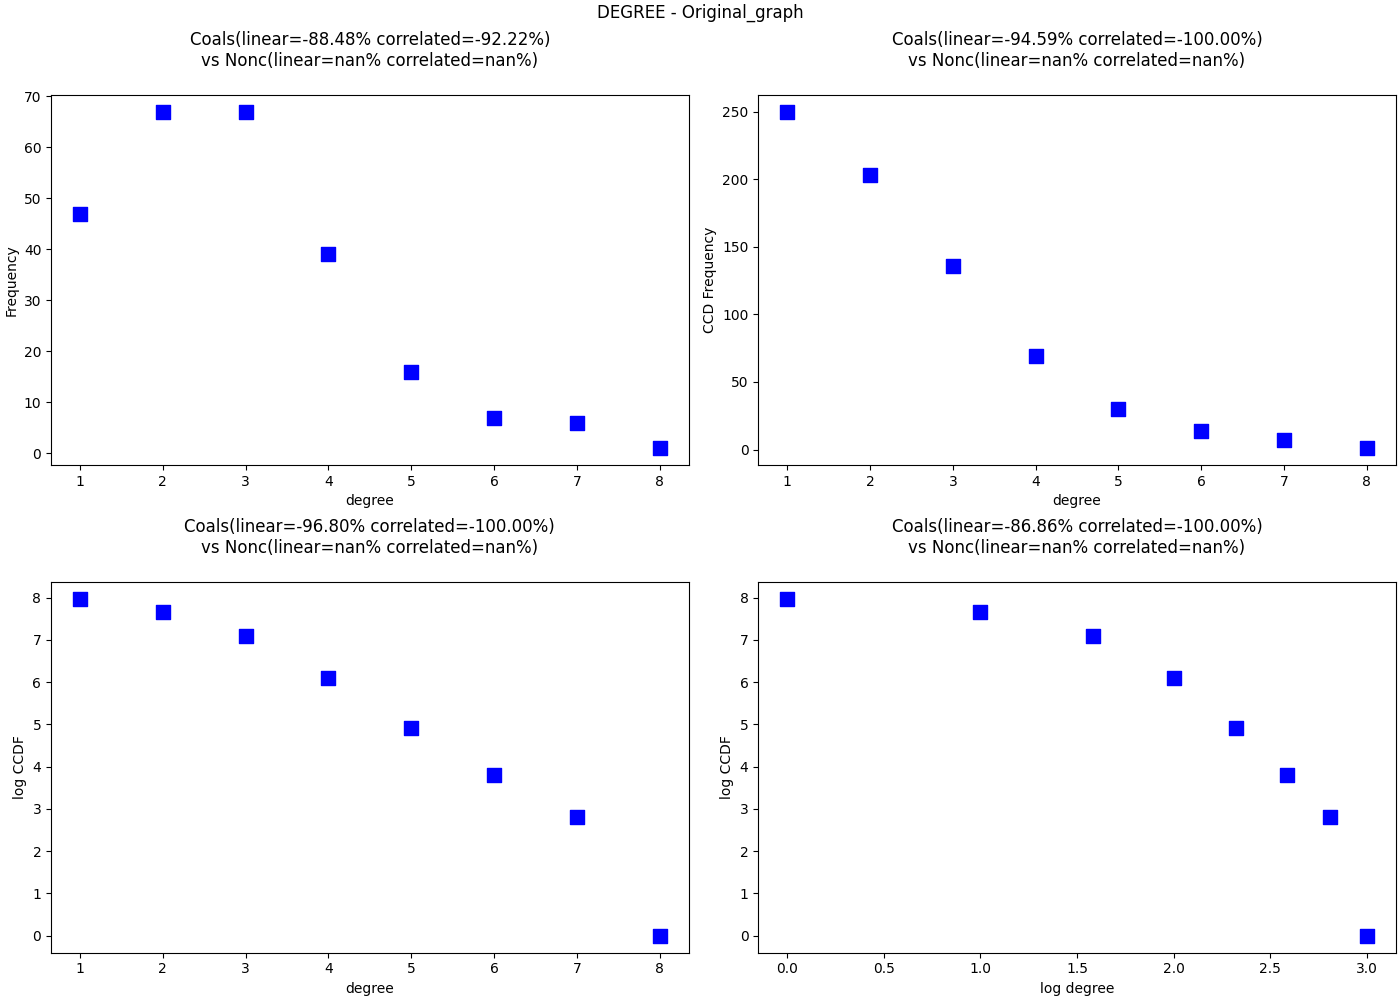 DEGREE - Original_graph
Coals(linear=-88.48% correlated=-92.22%)
vs Nonc(linear=nan% correlated=nan%)
70
60
50
40
30
20
10
0
Frequency
1 2 3 4 5 6 7 8
degree
Coals(linear=-94.59% correlated=-100.00%)
vs Nonc(linear=nan% correlated=nan%)
250
200
150
100
50
0
CCD Frequency
1 2 3 4 5 6 7 8
degree
Coals(linear=-96.80% correlated=-100.00%)
vs Nonc(linear=nan% correlated=nan%)
8
7
6
5
4
3
2
1
0
log CCDF
1 2 3 4 5 6 7 8
degree
Coals(linear=-86.86% correlated=-100.00%)
vs Nonc(linear=nan% correlated=nan%)
8
7
6
5
4
3
2
1
0
log CCDF
0.0 0.5 1.0 1.5 2.0 2.5 3.0
log degree